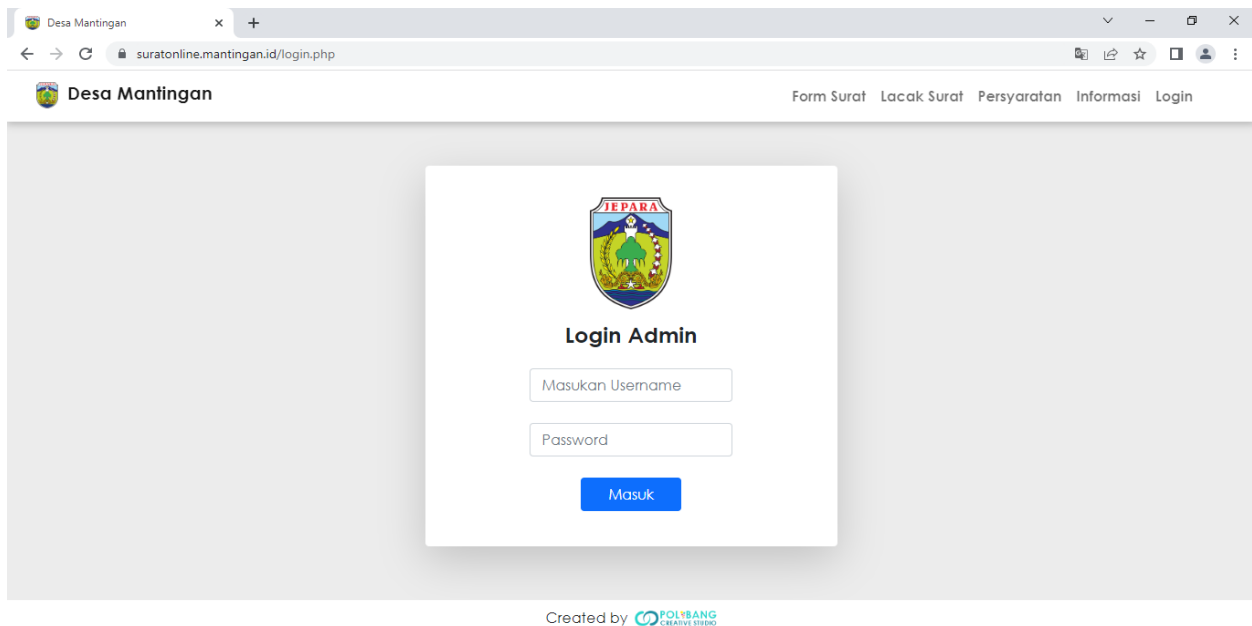 Desa Mantingan
suratonline.mantingan.id/login.php
Desa Mantingan
Form Surat Lacak Surat Persyaratan Informasi Login
JEPARA
Login Admin
Masukan Username
Password
Masuk
Created by POLYBANG
CREATIVE STUDIO